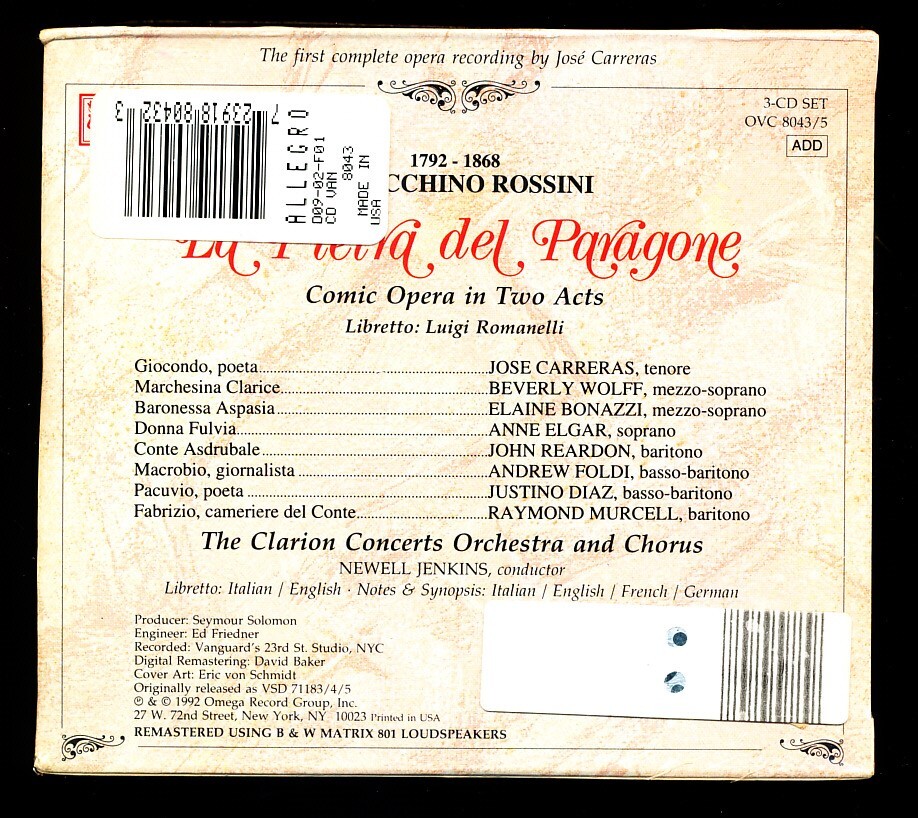 The first complete opera recording by José Carreras
3-CD SET
OVC 8043/5
ADD
7 23918 80432 3
ALLEGRO
D09-02-F01
CD VAN 8043
MADE IN
USA
1792 - 1868
CCHINO ROSSINI
La Pietra del Paragone
Comic Opera in Two Acts
Libretto: Luigi Romanelli
Giocondo, poeta..........JOSE CARRERAS, tenore
Marchesina Clarice..........BEVERLY WOLFF, mezzo-soprano
Baronessa Aspasia..........ELAINE BONAZZI, mezzo-soprano
Donna Fulvia..........ANNE ELGAR, soprano
Conte Asdrubale..........JOHN REARDON, baritono
Macrobio, giornalista..........ANDREW FOLDI, basso-baritono
Pacuvio, poeta..........JUSTINO DIAZ, basso-baritono
Fabrizio, cameriere del Conte..........RAYMOND MURCELL, baritono
The Clarion Concerts Orchestra and Chorus
NEWELL JENKINS, conductor
Libretto: Italian / English · Notes & Synopsis: Italian / English / French / German
Producer: Seymour Solomon
Engineer: Ed Friedner
Recorded: Vanguard's 23rd St. Studio, NYC
Digital Remastering: David Baker
Cover Art: Eric von Schmidt
Originally released as VSD 71183/4/5
℗ & © 1992 Omega Record Group, Inc.
27 W. 72nd Street, New York, NY 10023 Printed in USA
REMASTERED USING B & W MATRIX 801 LOUDSPEAKERS